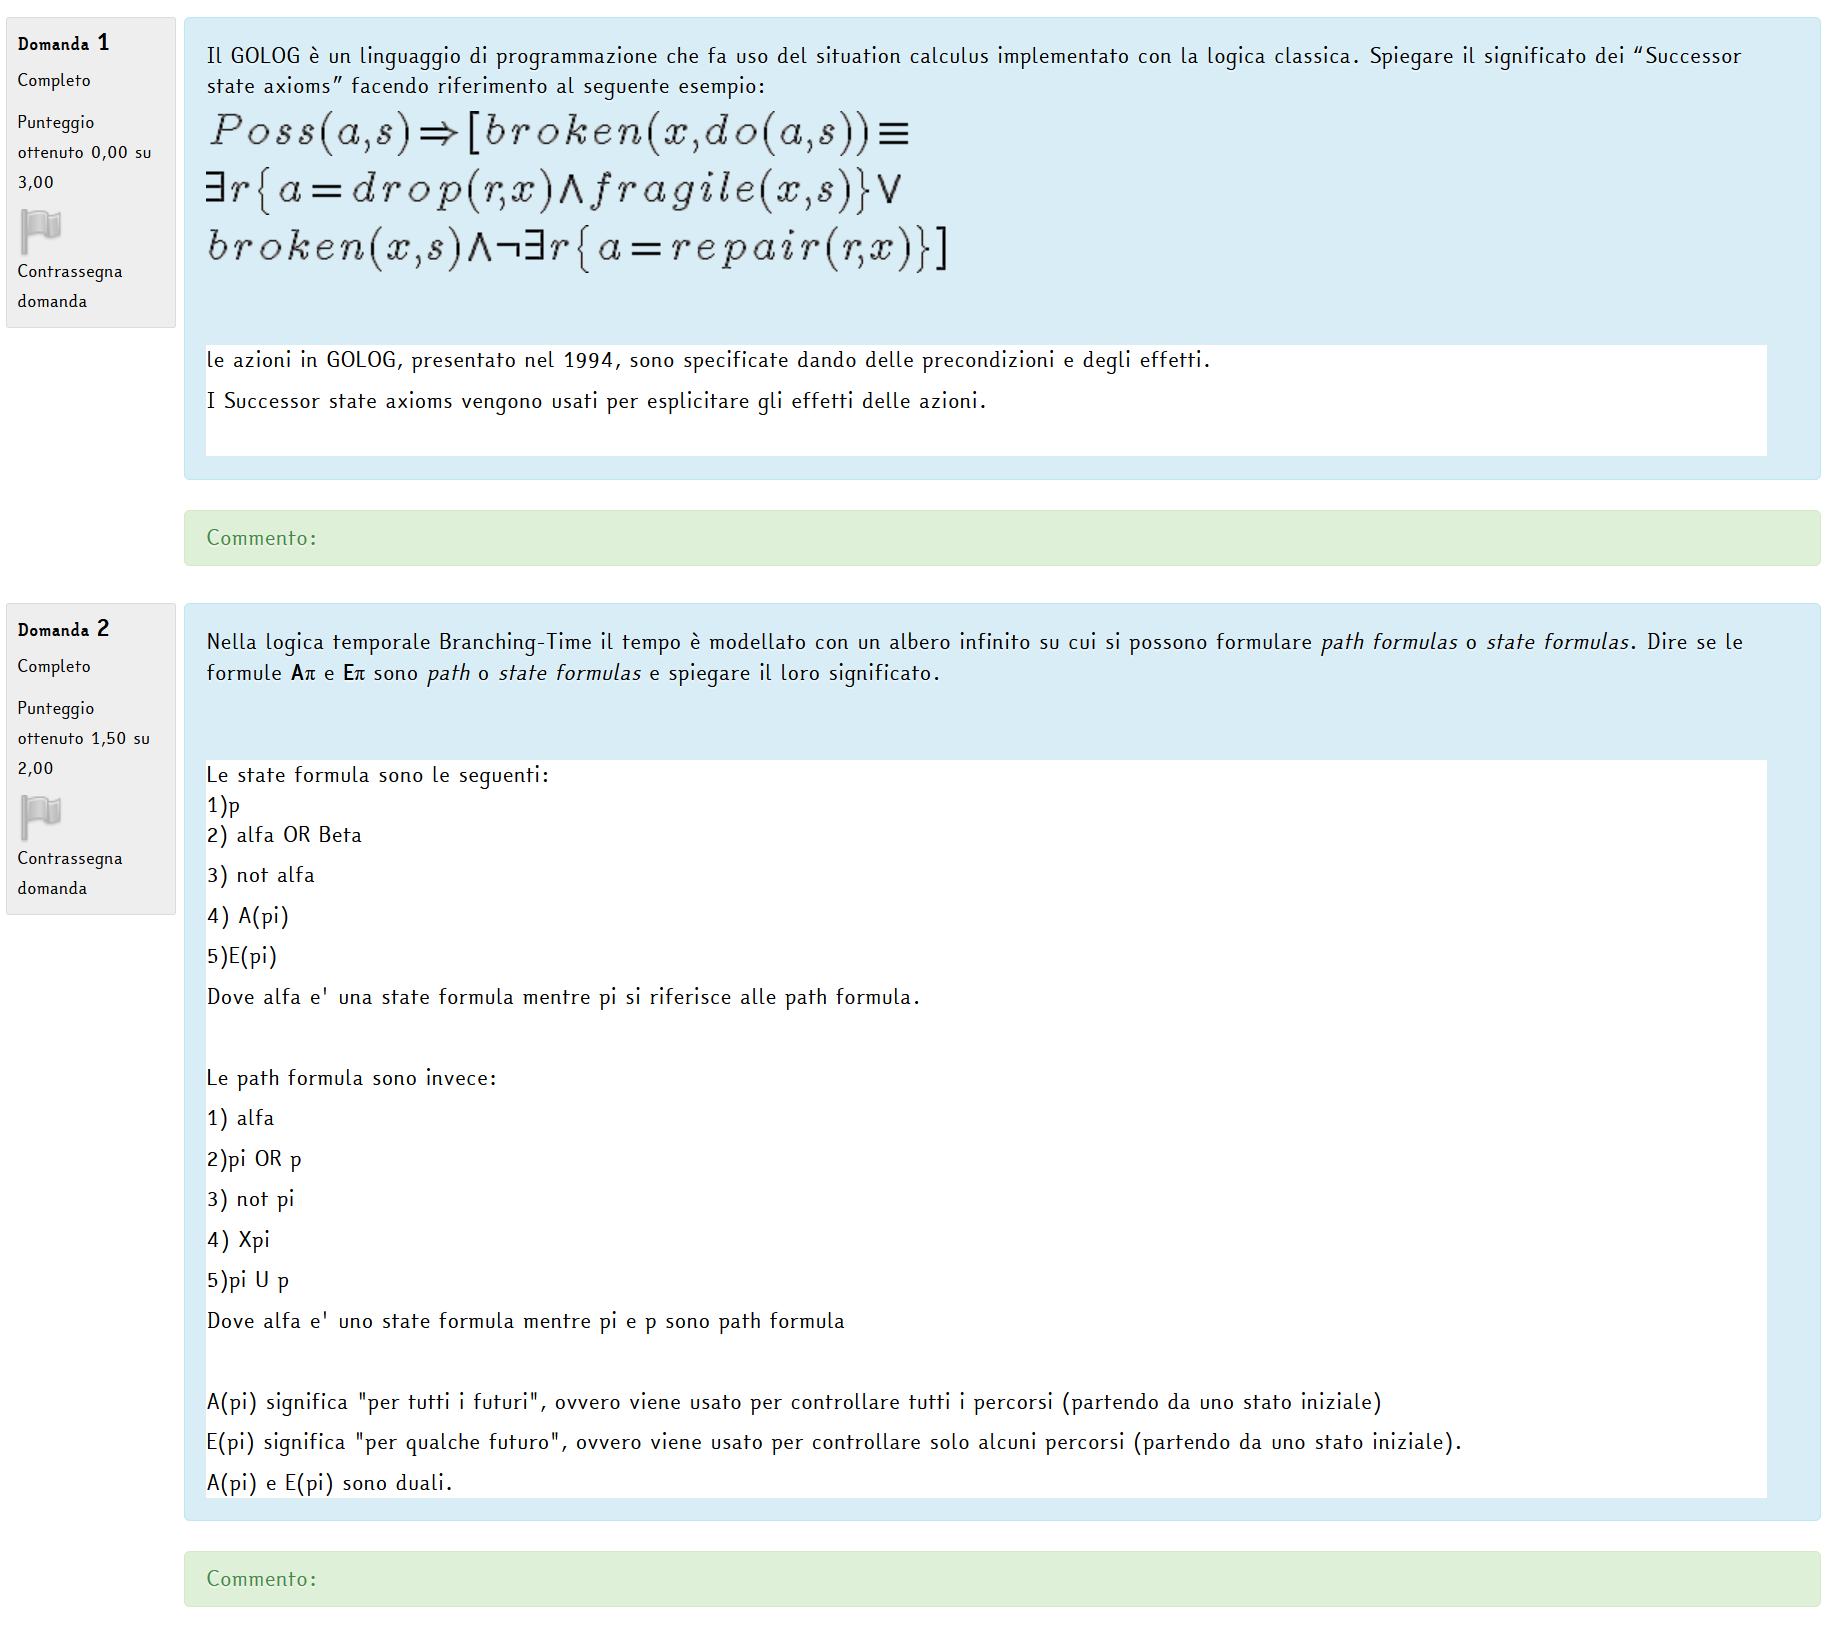 Domanda 1
Completo
Punteggio
ottenuto 0,00 su
3,00
Contrassegna
domanda
Il GOLOG è un linguaggio di programmazione che fa uso del situation calculus implementato con la logica classica. Spiegare il significato dei “Successor
state axioms” facendo riferimento al seguente esempio:
Poss(a,s)⇒[broken(x,do(a,s))≡
∃r{a=drop(r,x)∧fragile(x,s)}∨
broken(x,s)∧¬∃r{a=repair(r,x)}]
le azioni in GOLOG, presentato nel 1994, sono specificate dando delle precondizioni e degli effetti.
I Successor state axioms vengono usati per esplicitare gli effetti delle azioni.
Commento:
Domanda 2
Completo
Punteggio
ottenuto 1,50 su
2,00
Contrassegna
domanda
Nella logica temporale Branching-Time il tempo è modellato con un albero infinito su cui si possono formulare path formulas o state formulas. Dire se le
formule Aπ e Eπ sono path o state formulas e spiegare il loro significato.
Le state formula sono le seguenti:
1)p
2) alfa OR Beta
3) not alfa
4) A(pi)
5)E(pi)
Dove alfa e' una state formula mentre pi si riferisce alle path formula.
Le path formula sono invece:
1) alfa
2)pi OR p
3) not pi
4) Xpi
5)pi U p
Dove alfa e' uno state formula mentre pi e p sono path formula
A(pi) significa "per tutti i futuri", ovvero viene usato per controllare tutti i percorsi (partendo da uno stato iniziale)
E(pi) significa "per qualche futuro", ovvero viene usato per controllare solo alcuni percorsi (partendo da uno stato iniziale).
A(pi) e E(pi) sono duali.
Commento: